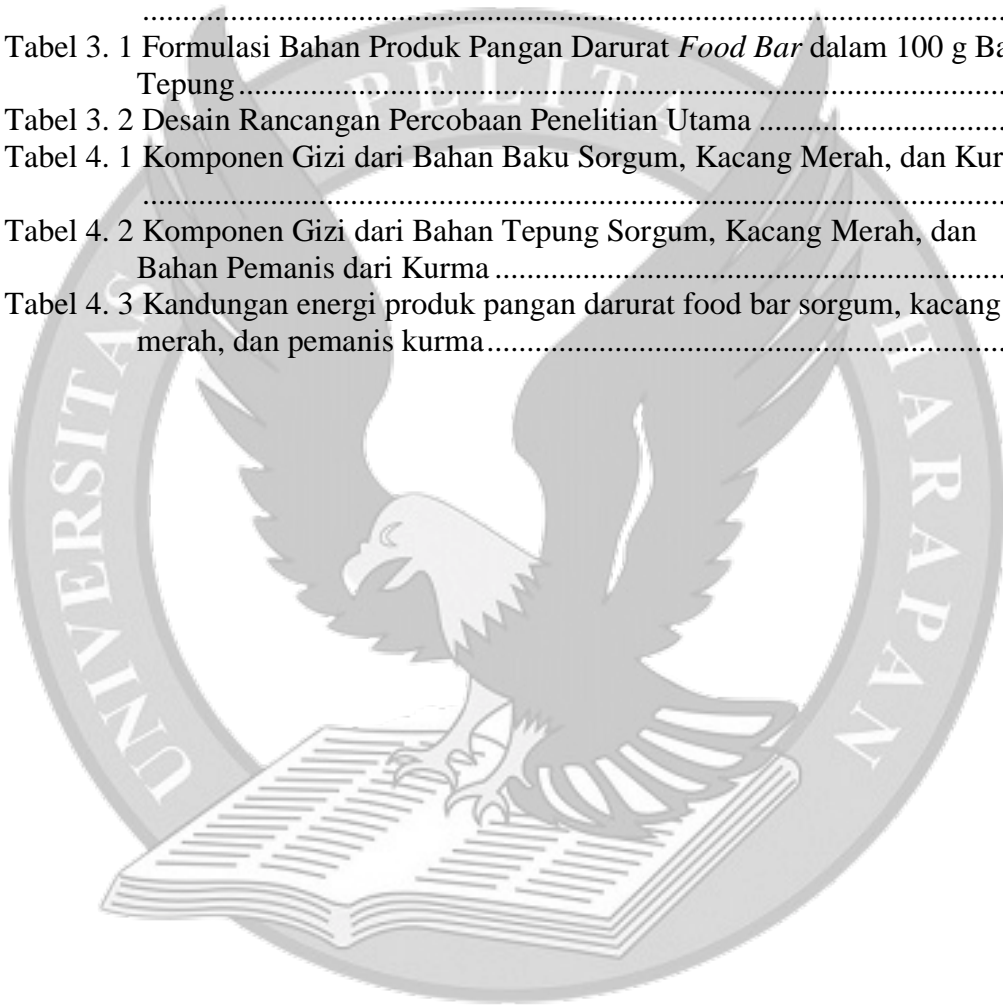 ..........................................................................................
Tabel 3. 1 Formulasi Bahan Produk Pangan Darurat Food Bar dalam 100 g Ba
Tepung..................................................................................
Tabel 3. 2 Desain Rancangan Percobaan Penelitian Utama ..........................
Tabel 4. 1 Komponen Gizi dari Bahan Baku Sorgum, Kacang Merah, dan Kur
..........................................................................................
Tabel 4. 2 Komponen Gizi dari Bahan Tepung Sorgum, Kacang Merah, dan
Bahan Pemanis dari Kurma.......................................................
Tabel 4. 3 Kandungan energi produk pangan darurat food bar sorgum, kacang
merah, dan pemanis kurma.......................................................
UNIVERSITAS PELITA HARAPAN